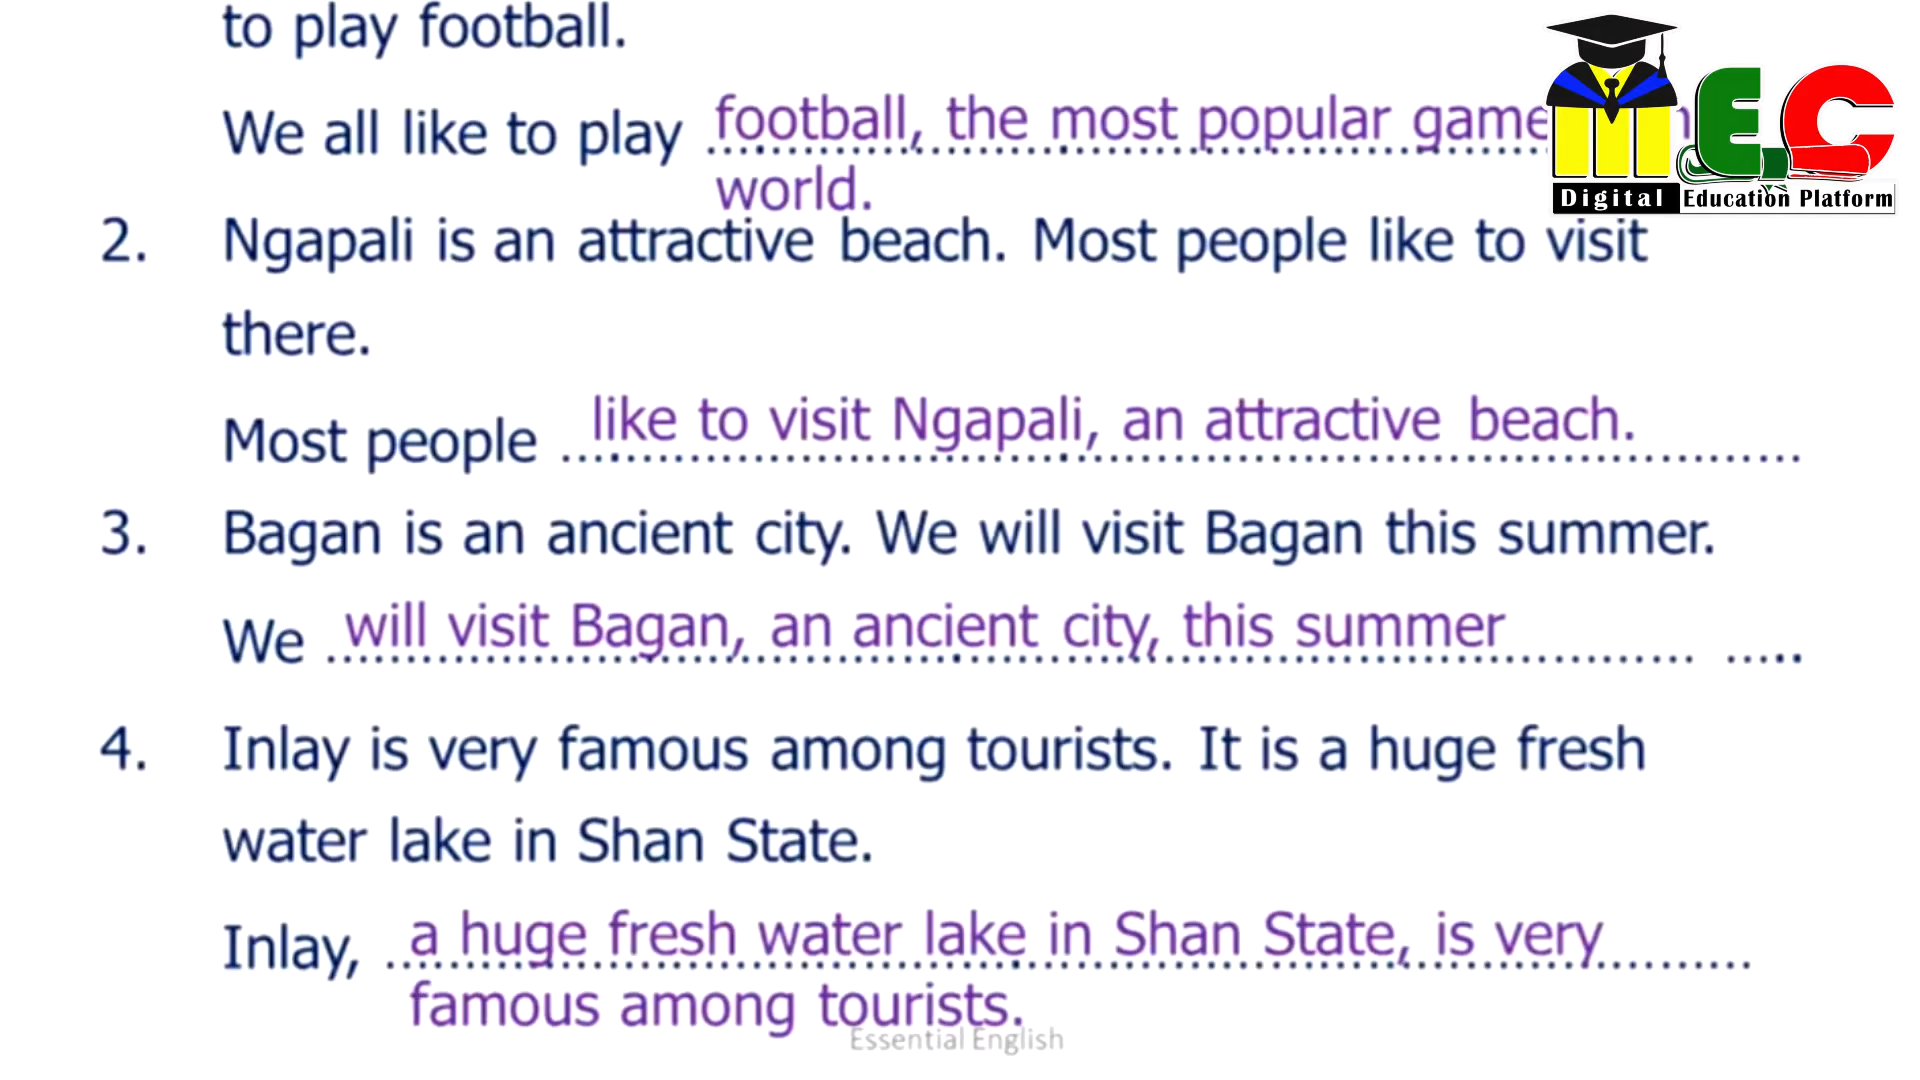 to play football.
We all like to play football, the most popular game
world.
2. Ngapali is an attractive beach. Most people like to visit
there.
Most people like to visit Ngapali, an attractive beach.
3. Bagan is an ancient city. We will visit Bagan this summer.
We will visit Bagan, an ancient city, this summer
4. Inlay is very famous among tourists. It is a huge fresh
water lake in Shan State.
Inlay, a huge fresh water lake in Shan State, is very
famous among tourists.
Essential English
MEC
Digital Education Platform